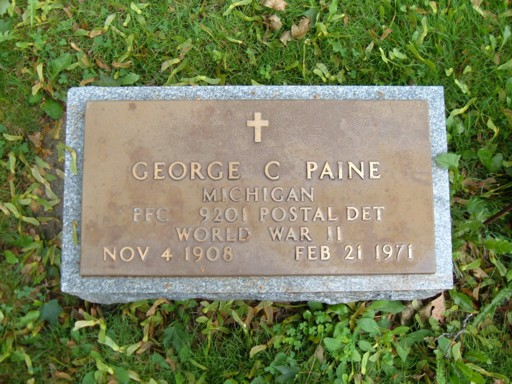 GEORGE C PAINE
MICHIGAN
PFC 9201 POSTAL DET
WORLD WAR II
NOV 4 1908 FEB 21 1971